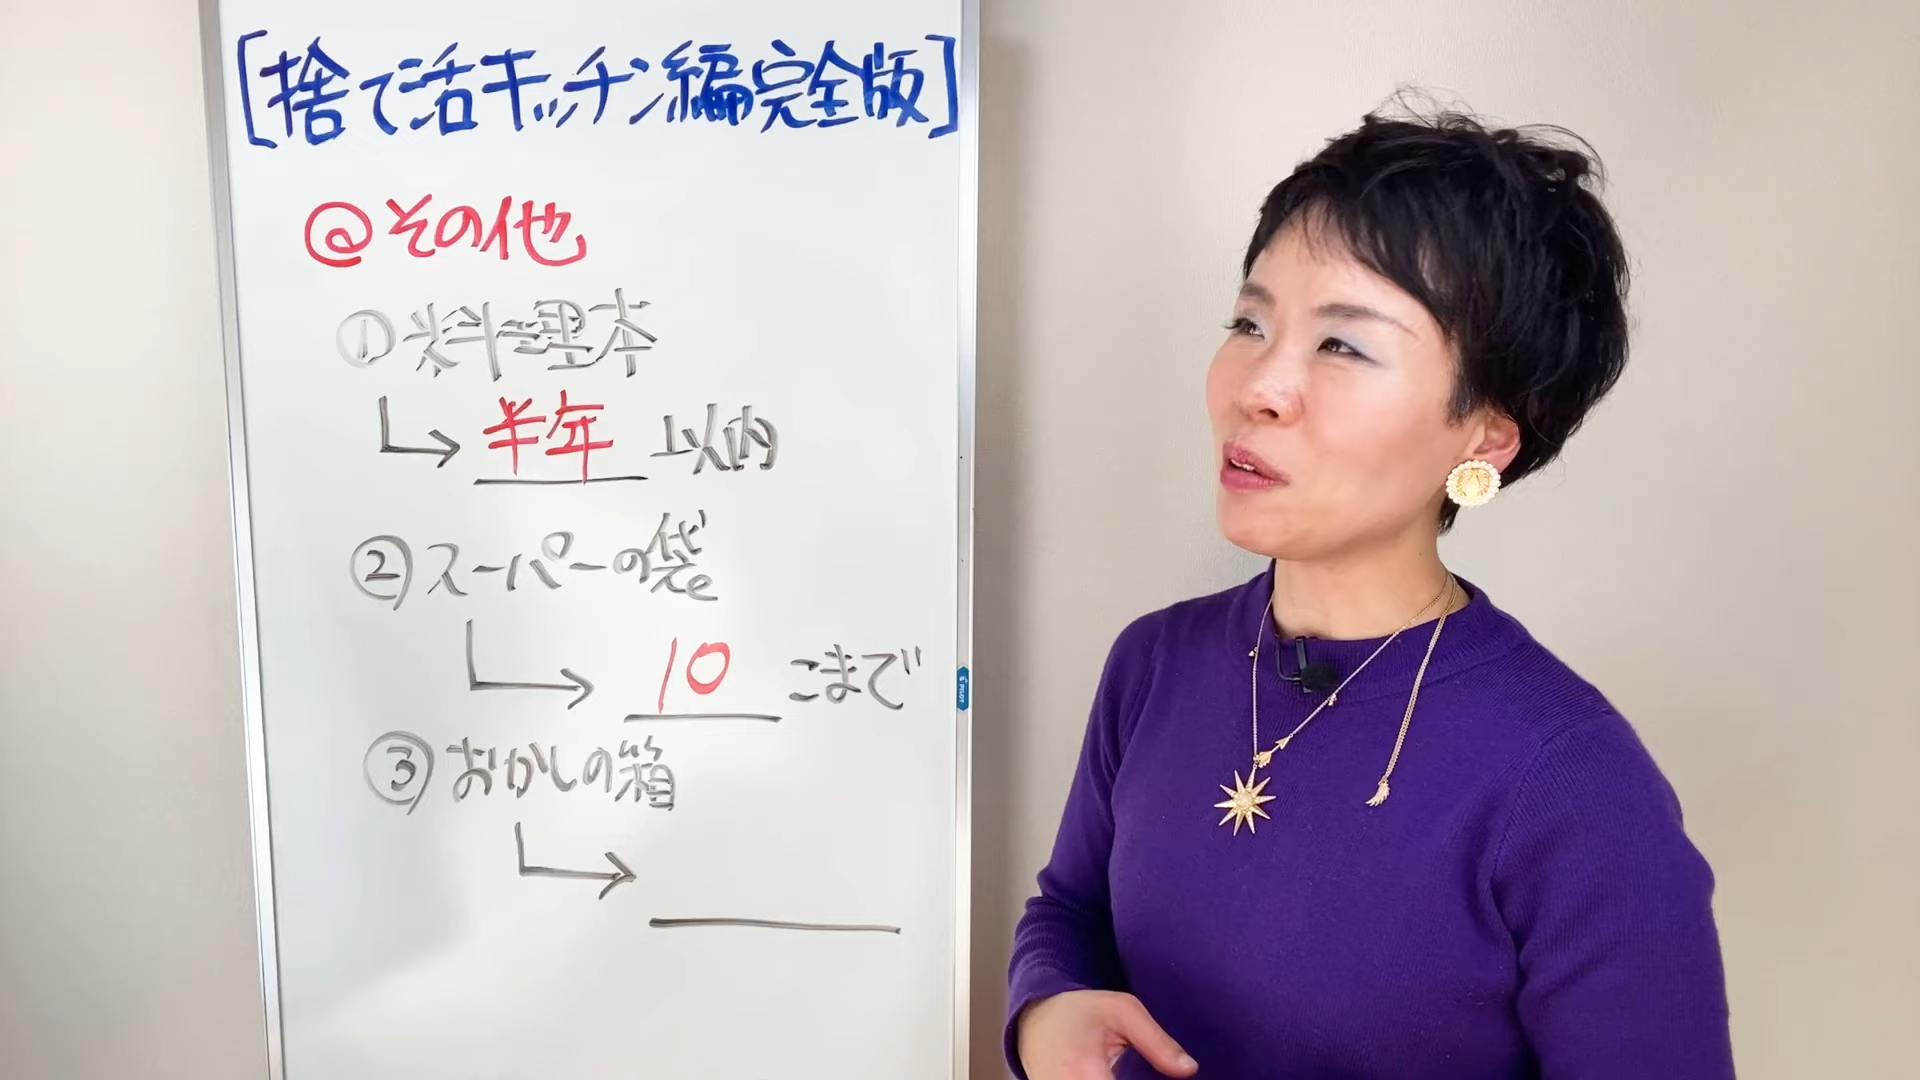 [捨て活キッチン編完全版]
@その他
①料理本
半年以内
②スーパーの袋
10こまで
③おかしの箱
PILOT